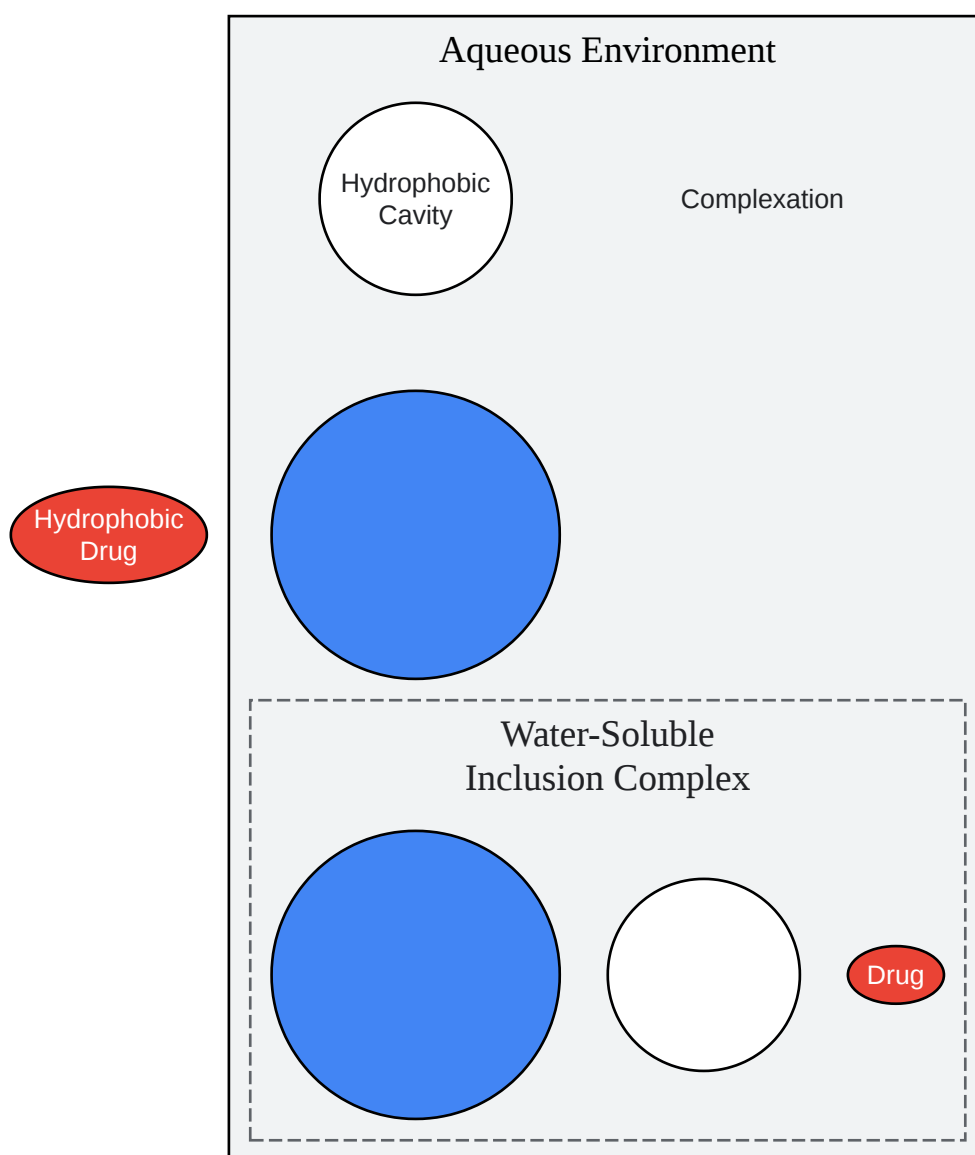 Aqueous Environment
Hydrophobic
Cavity
Complexation
Hydrophobic
Drug
Water-Soluble
Inclusion Complex
Drug